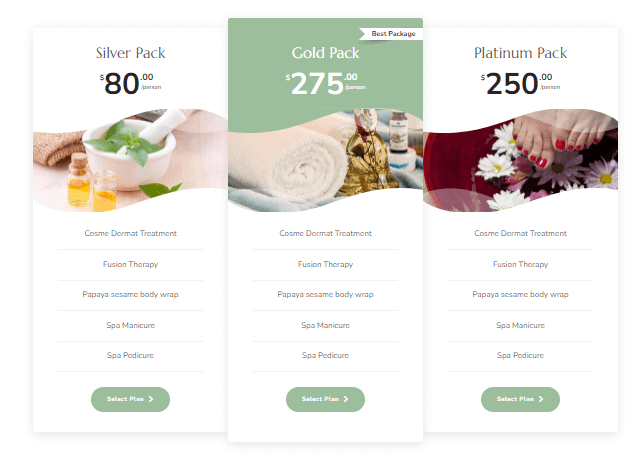 Silver Pack
$80.00
/person
Cosme Dermat Treatment
Fusion Therapy
Papaya sesame body wrap
Spa Manicure
Spa Pedicure
Select Plan
Best Package
Gold Pack
$275.00
/person
Cosme Dermat Treatment
Fusion Therapy
Papaya sesame body wrap
Spa Manicure
Spa Pedicure
Select Plan
Platinum Pack
$250.00
/person
Cosme Dermat Treatment
Fusion Therapy
Papaya sesame body wrap
Spa Manicure
Spa Pedicure
Select Plan